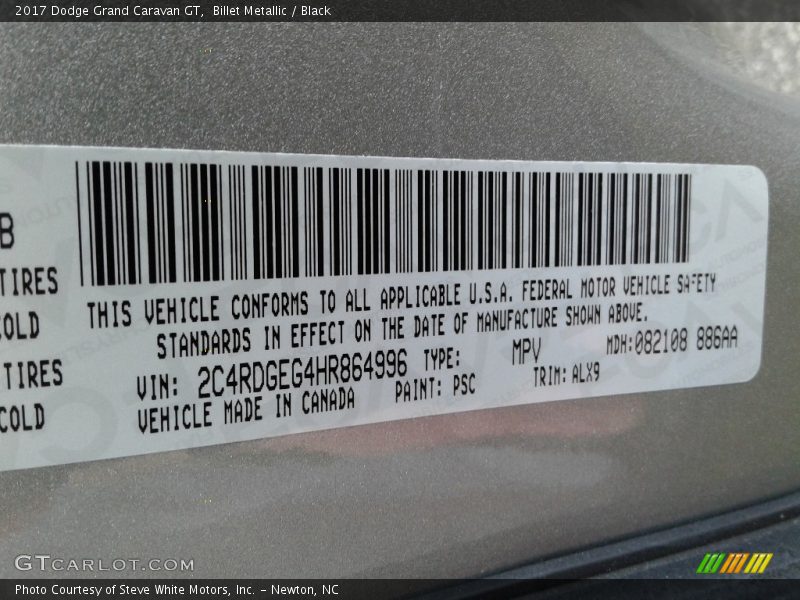 2017 Dodge Grand Caravan GT, Billet Metallic / Black
B
TIRES
COLD
TIRES
COLD
THIS VEHICLE CONFORMS TO ALL APPLICABLE U.S.A. FEDERAL MOTOR VEHICLE SAFETY
STANDARDS IN EFFECT ON THE DATE OF MANUFACTURE SHOWN ABOVE.
VIN: 2C4RDGEG4HR864996 TYPE: MPV MDH:082108 886AA
VEHICLE MADE IN CANADA PAINT: PSC TRIM: ALX9
GTCARLOT.COM
Photo Courtesy of Steve White Motors, Inc. – Newton, NC